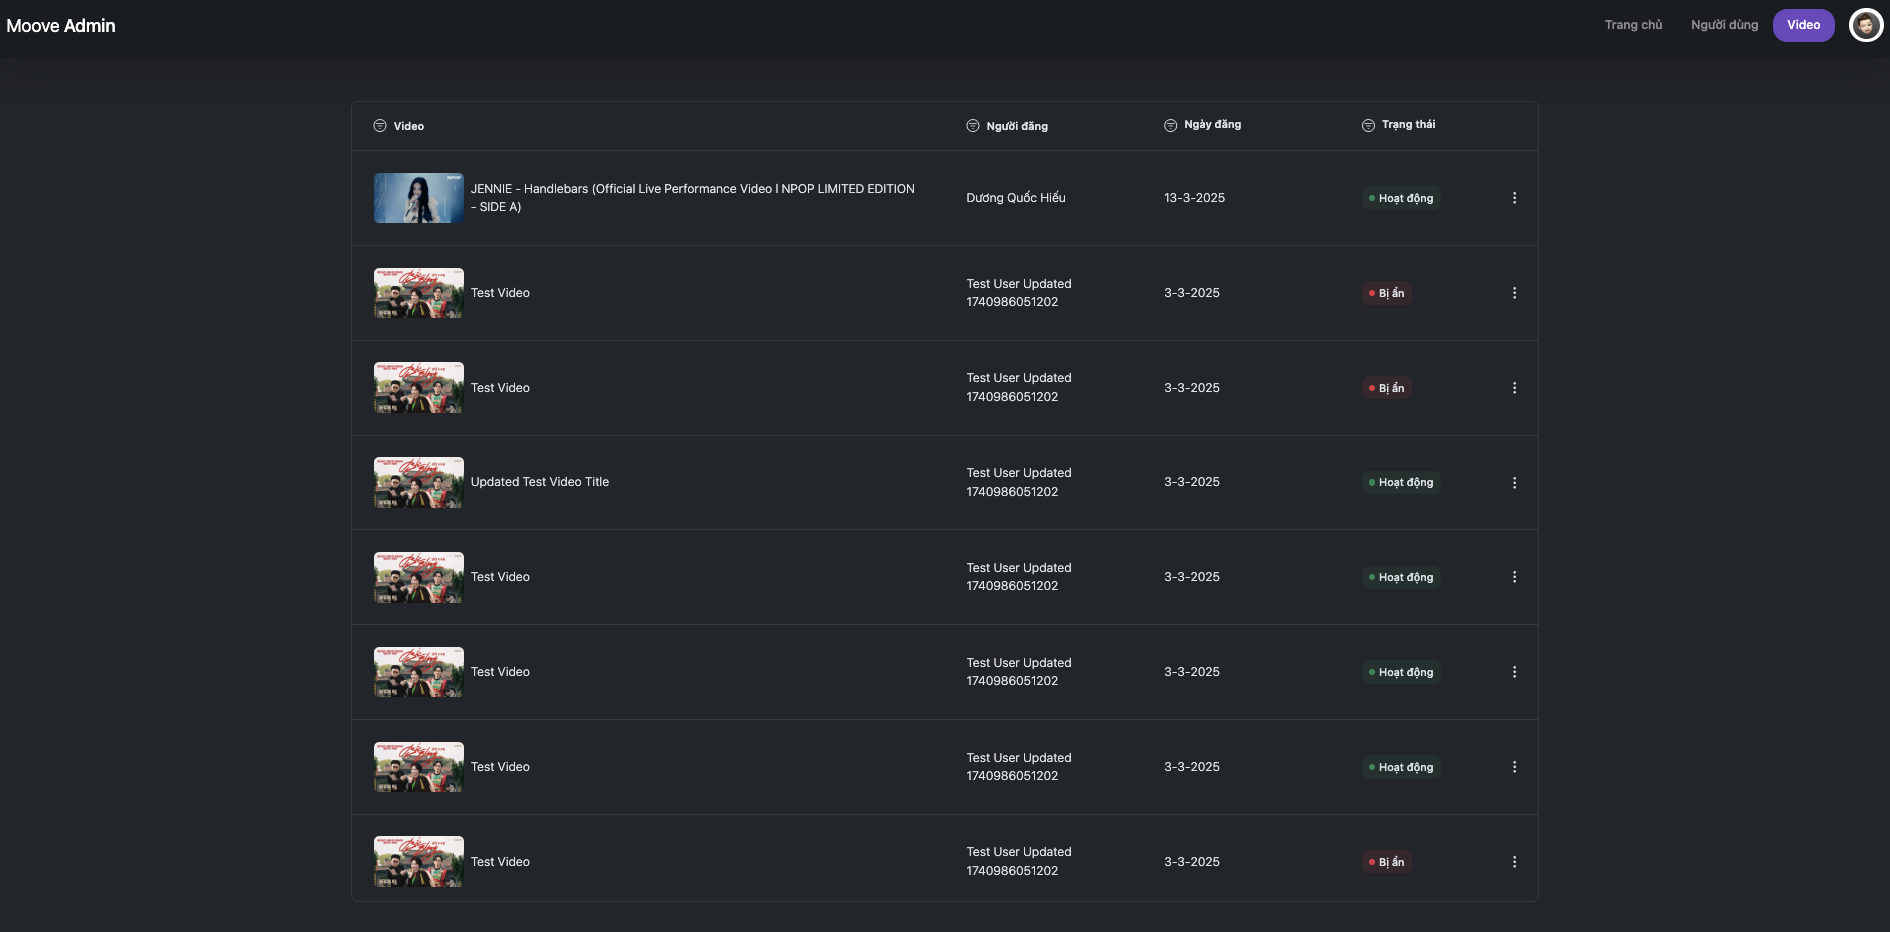 Moove Admin
Trang chủ
Người dùng
Video
Video
Người đăng
Ngày đăng
Trạng thái
JENNIE - Handlebars (Official Live Performance Video I NPOP LIMITED EDITION
- SIDE A)
Dương Quốc Hiếu
13-3-2025
Hoạt động
Test Video
Test User Updated
1740986051202
3-3-2025
Bị ẩn
Test Video
Test User Updated
1740986051202
3-3-2025
Bị ẩn
Updated Test Video Title
Test User Updated
1740986051202
3-3-2025
Hoạt động
Test Video
Test User Updated
1740986051202
3-3-2025
Hoạt động
Test Video
Test User Updated
1740986051202
3-3-2025
Hoạt động
Test Video
Test User Updated
1740986051202
3-3-2025
Hoạt động
Test Video
Test User Updated
1740986051202
3-3-2025
Bị ẩn